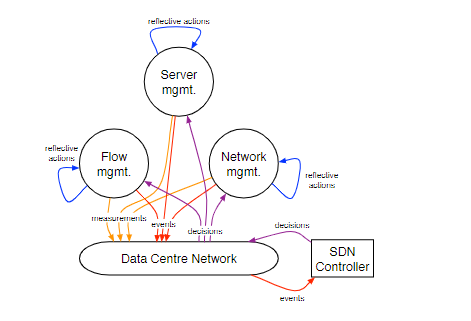 reflective actions
Server
mgmt.
reflective
actions
Flow
mgmt.
Network
mgmt.
reflective
actions
measurements
events
decisions
decisions
Data Centre Network
SDN
Controller
events